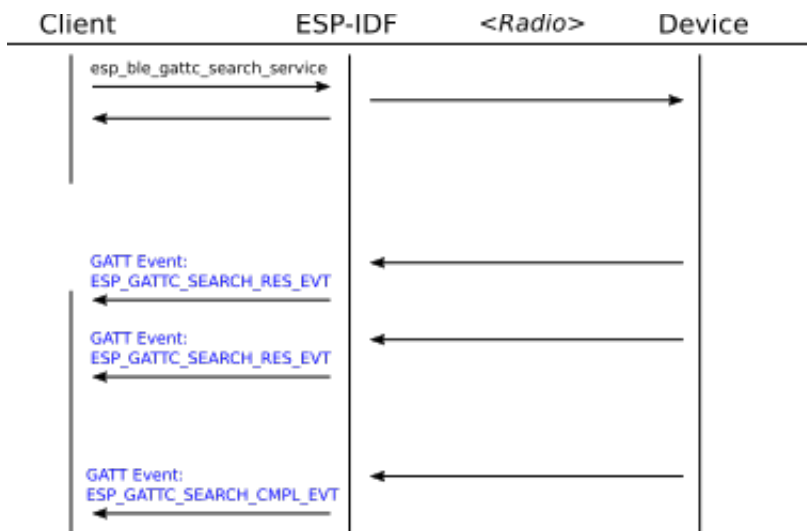 Client ESP-IDF <Radio> Device
esp_ble_gattc_search_service
GATT Event:
ESP_GATTC_SEARCH_RES_EVT
GATT Event:
ESP_GATTC_SEARCH_RES_EVT
GATT Event:
ESP_GATTC_SEARCH_CMPL_EVT